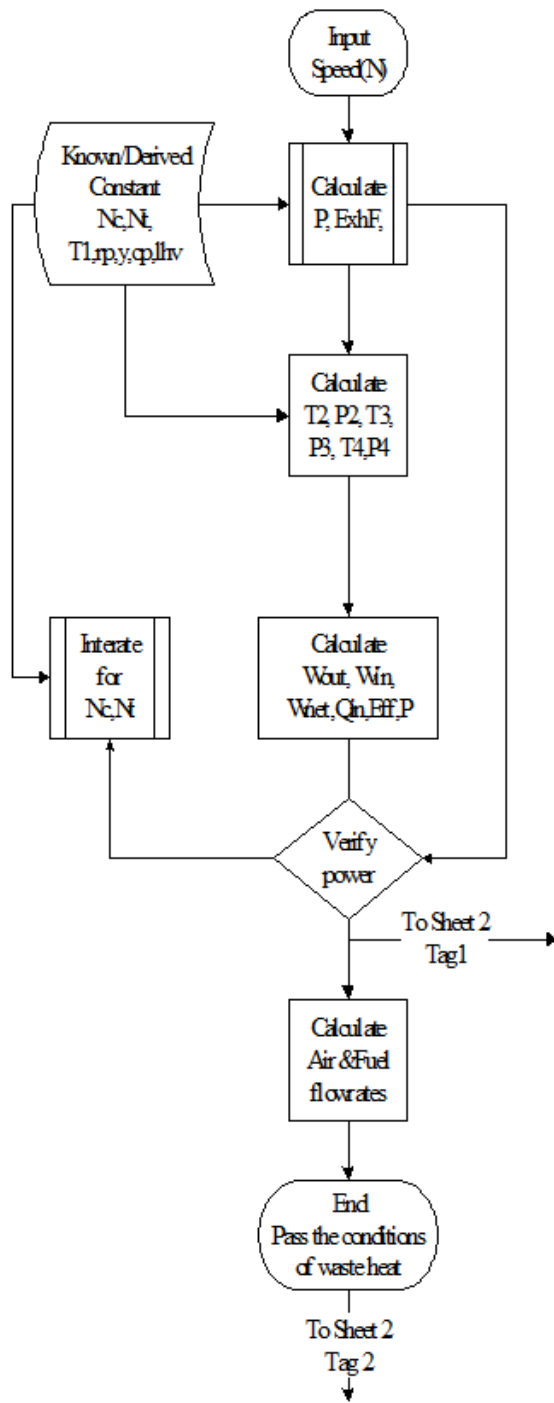 Input
Speed(N)
Known/Derived
Constant
Nc,Nt,
T1,rp,y,cp,lhv
Calculate
P, ExhF,
Calculate
T2, P2, T3,
P3, T4,P4
Interate
for
Nc,Nt
Calculate
Wout, Win,
Wnet,Qin,Eff,P
Verify
power
To Sheet 2
Tag1
Calculate
Air &Fuel
flowrates
End
Pass the conditions
of waste heat
To Sheet 2
Tag 2